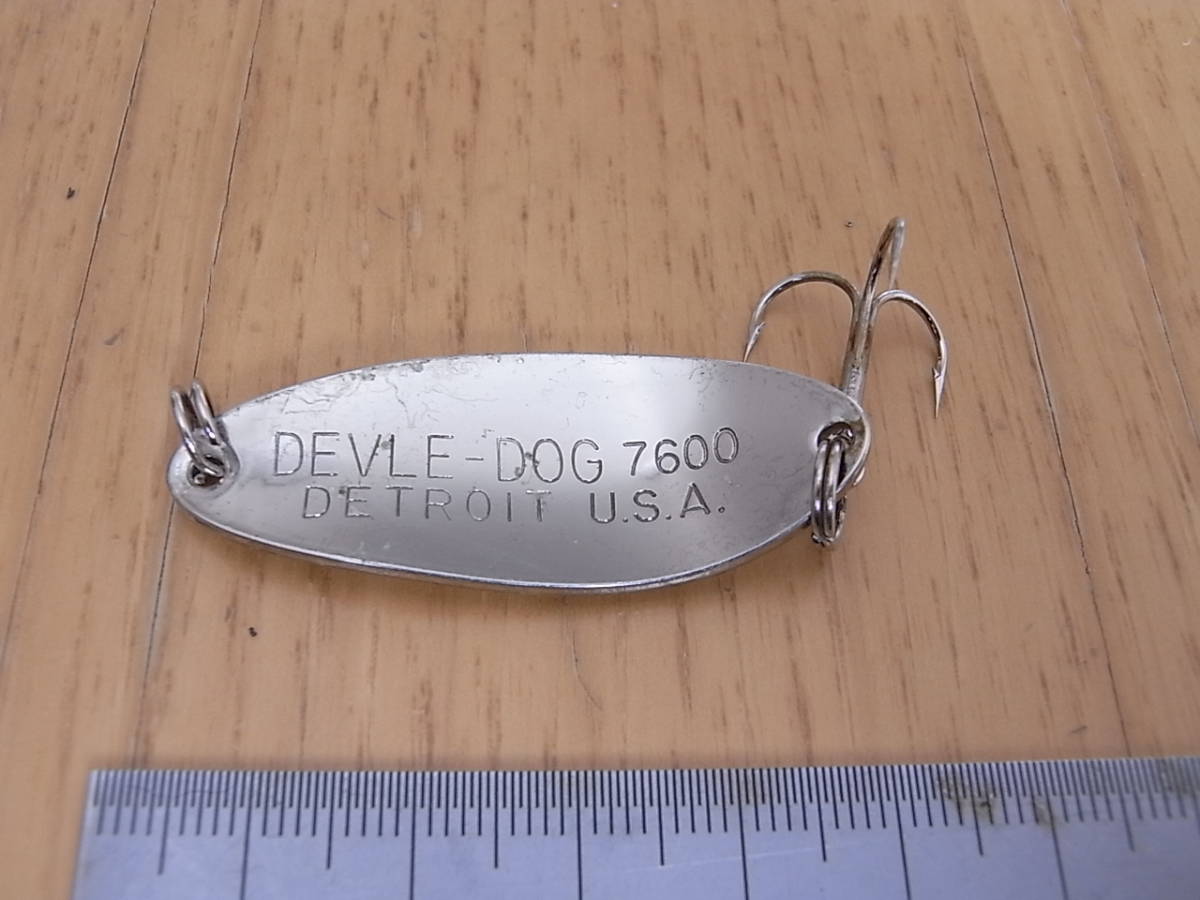 DEVLE-DOG 7600
DETROIT U.S.A.